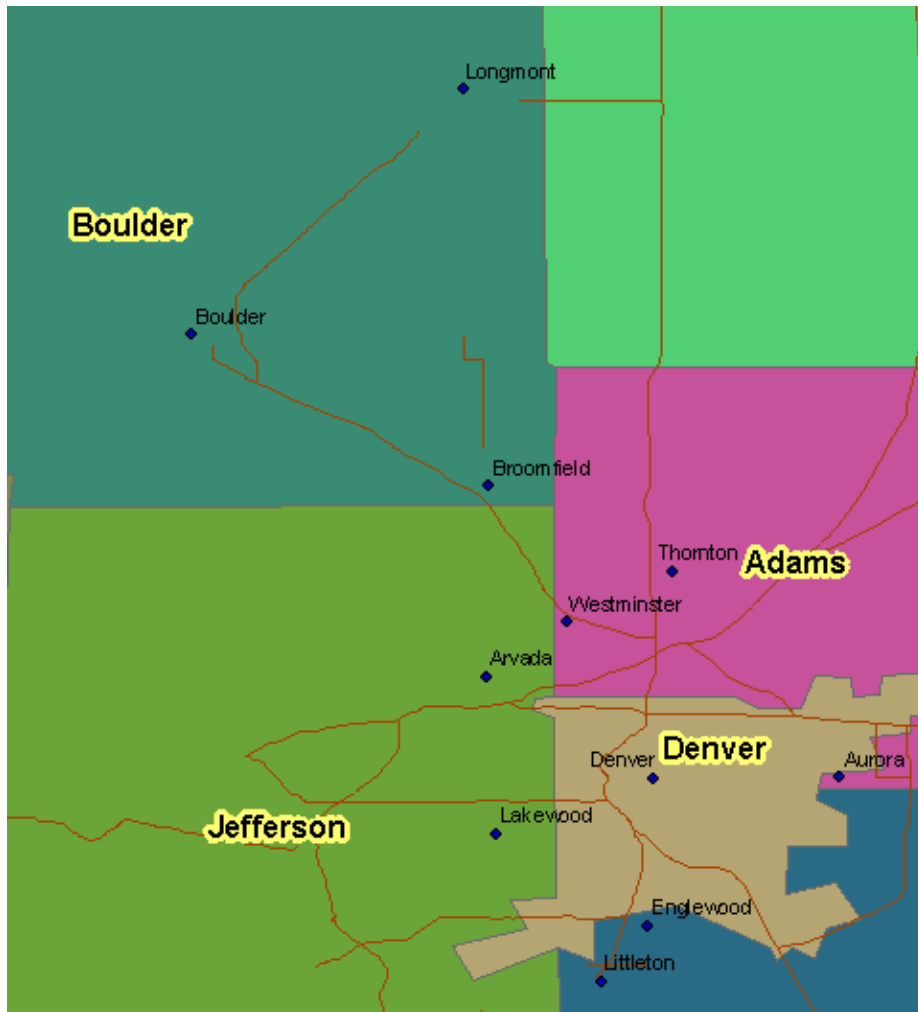 Longmont
Boulder
Boulder
Broomfield
Thornton
Adams
Westminster
Arvada
Denver
Denver
Aurora
Lakewood
Jefferson
Englewood
Littleton